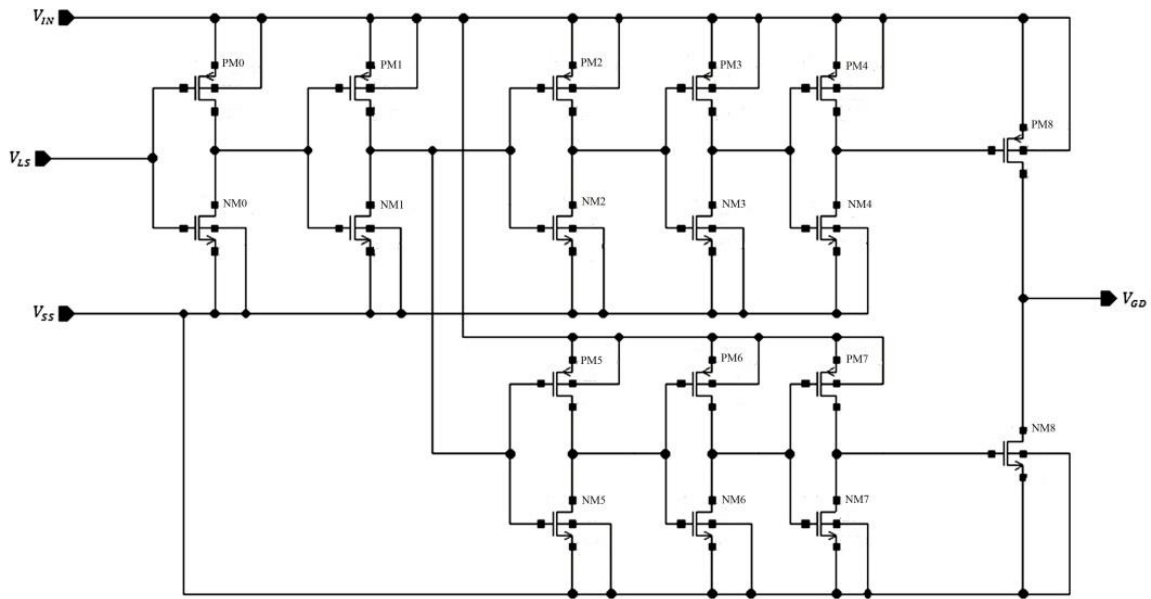 V_IN
PM0
PM1
PM2
PM3
PM4
PM8
V_LS
NM0
NM1
NM2
NM3
NM4
V_SS
V_GD
PM5
PM6
PM7
NM8
NM5
NM6
NM7